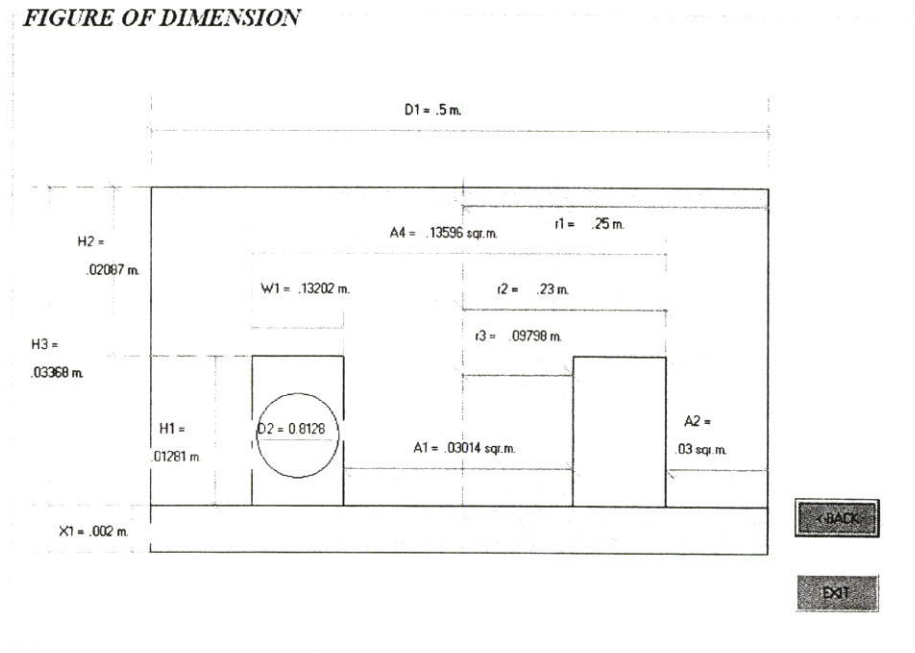 FIGURE OF DIMENSION
D1 = .5 m.
r1 = .25 m.
A4 = .13596 sqr.m.
H2 =
.02087 m.
W1 = .13202 m.
r2 = .23 m.
r3 = .09798 m.
H3 =
.03368 m.
H1 =
.01281 m.
D2 = 0.8128
A1 = .03014 sqr.m.
A2 =
.03 sqr.m.
X1 = .002 m.
<-BACK
EXIT